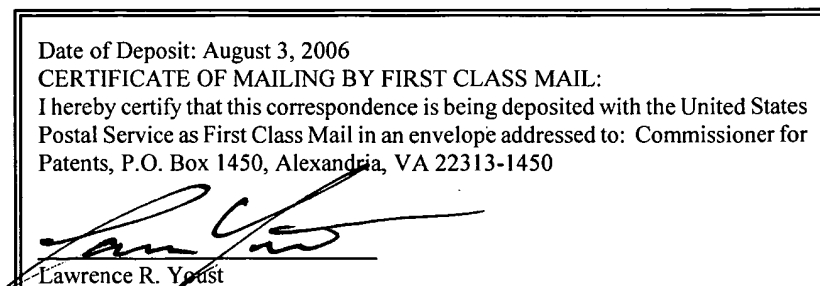 Date of Deposit: August 3, 2006
CERTIFICATE OF MAILING BY FIRST CLASS MAIL:
I hereby certify that this correspondence is being deposited with the United States
Postal Service as First Class Mail in an envelope addressed to: Commissioner for
Patents, P.O. Box 1450, Alexandria, VA 22313-1450
Lawrence R. Youst